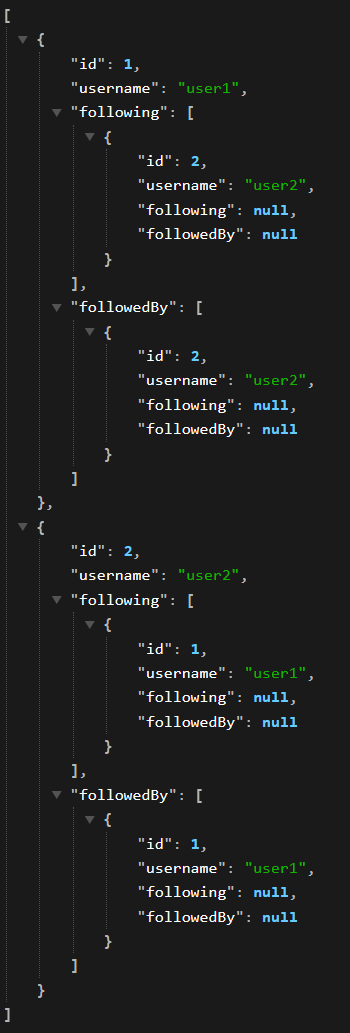 [
{
"id": 1,
"username": "user1",
"following": [
{
"id": 2,
"username": "user2",
"following": null,
"followedBy": null
}
],
"followedBy": [
{
"id": 2,
"username": "user2",
"following": null,
"followedBy": null
}
]
},
{
"id": 2,
"username": "user2",
"following": [
{
"id": 1,
"username": "user1",
"following": null,
"followedBy": null
}
],
"followedBy": [
{
"id": 1,
"username": "user1",
"following": null,
"followedBy": null
}
]
}
]